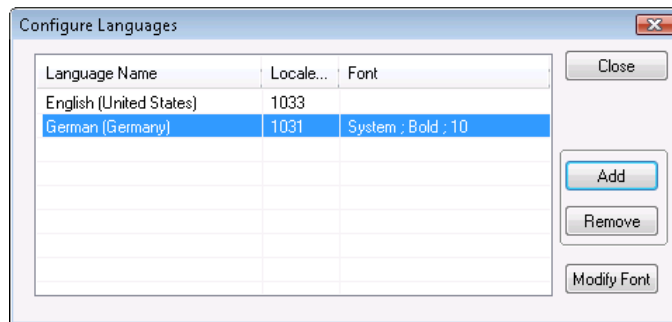 Configure Languages
Close
Language Name Locale... Font
English (United States) 1033
German (Germany) 1031 System ; Bold ; 10
Add
Remove
Modify Font